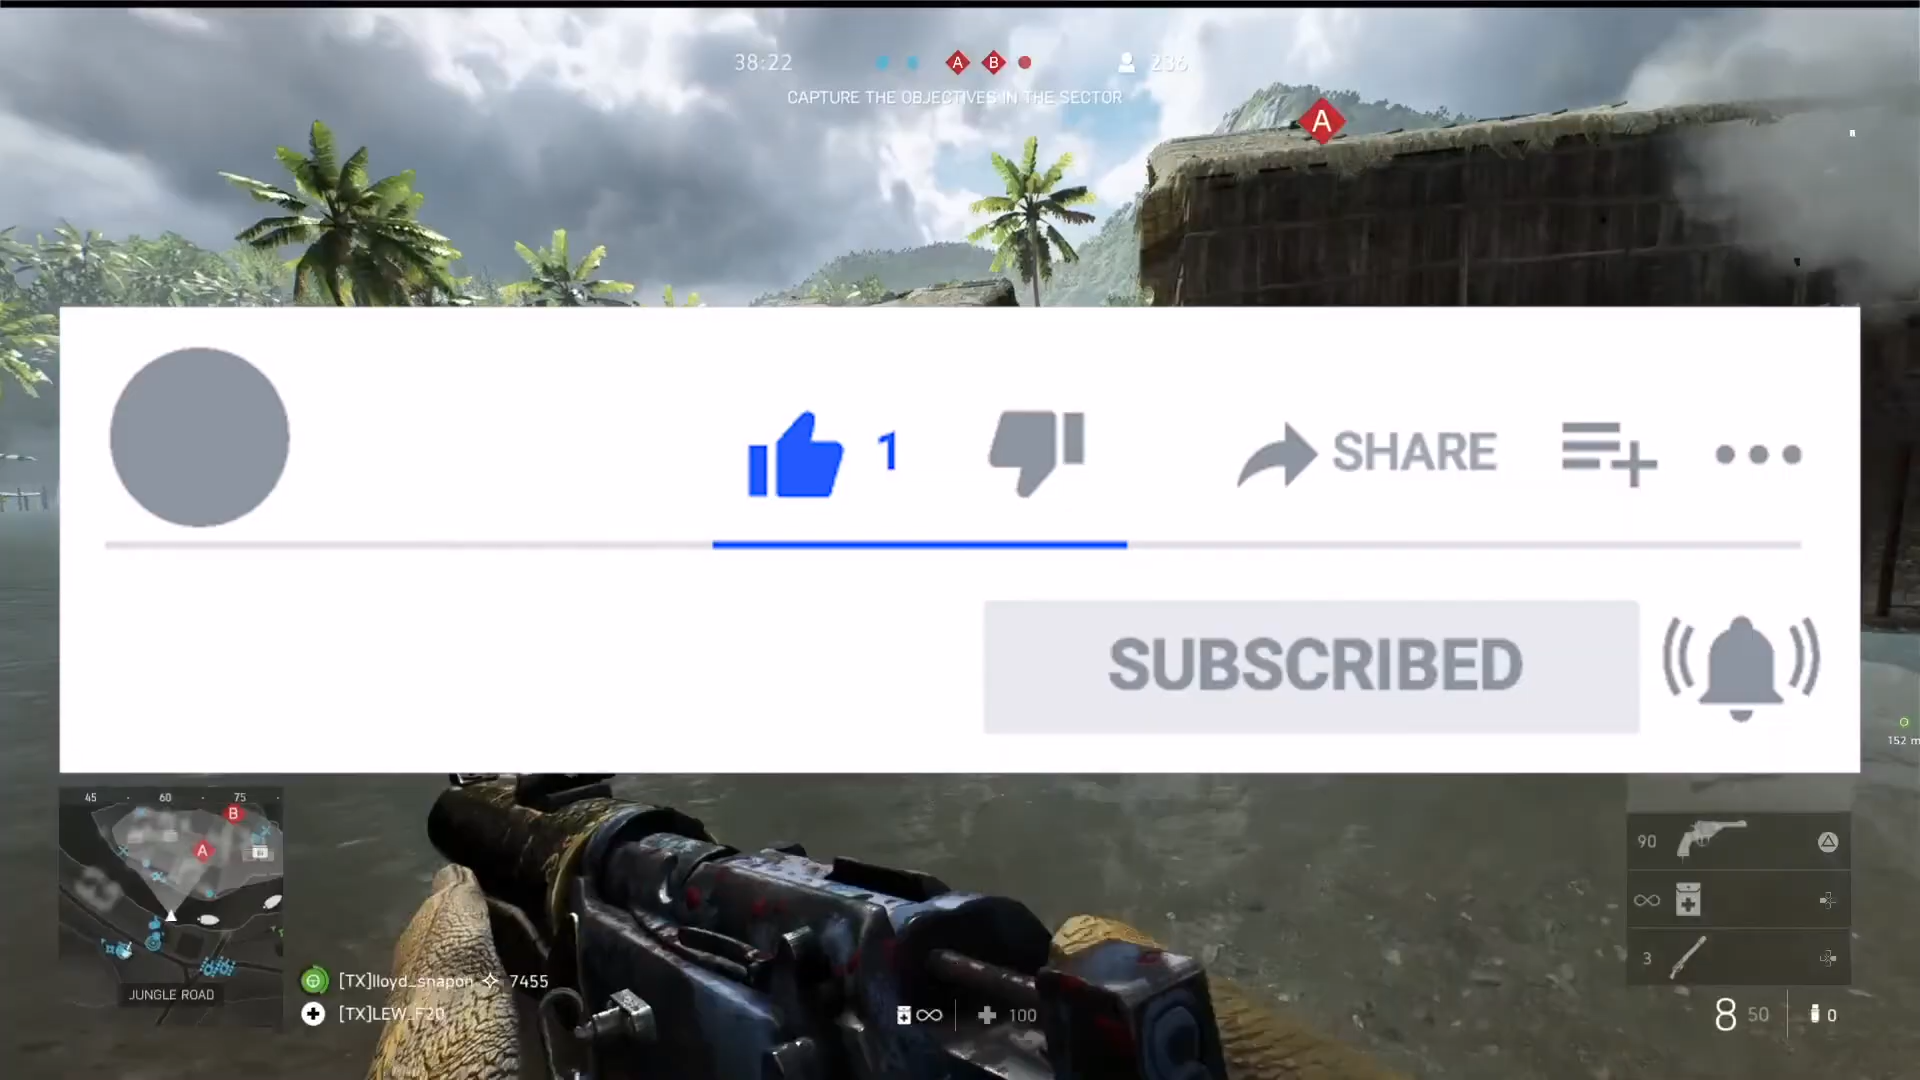 38:22 A B 236
CAPTURE THE OBJECTIVES IN THE SECTOR
A
1 SHARE
SUBSCRIBED
152 m
45 60 75
B
A
JUNGLE ROAD
[TX]lloyd_snapon 7455
[TX]LEW_F20
∞ 100
90
∞
3
8 50 0